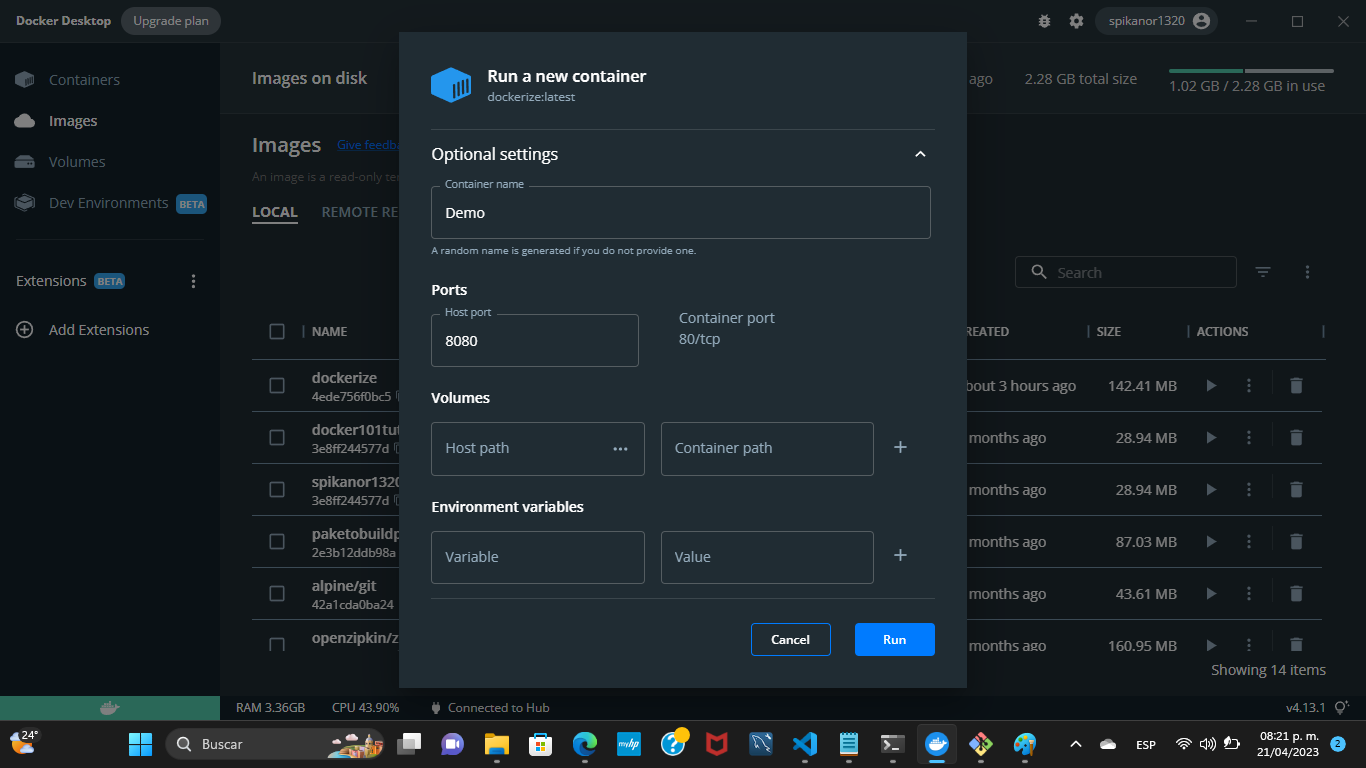 Docker Desktop
Upgrade plan
spikanor1320
Containers
Images
Volumes
Dev Environments BETA
Extensions BETA
Add Extensions
Images on disk
ago
2.28 GB total size
1.02 GB / 2.28 GB in use
Images
Give feedba
An image is a read-only ter
LOCAL
REMOTE RE
Search
NAME
REATED
SIZE
ACTIONS
dockerize
4ede756f0bc5
bout 3 hours ago
142.41 MB
docker101tut
3e8ff244577d
months ago
28.94 MB
spikanor1320
3e8ff244577d
months ago
28.94 MB
paketobuildp
2e3b12ddb98a
months ago
87.03 MB
alpine/git
42a1cda0ba24
months ago
43.61 MB
openzipkin/z
months ago
160.95 MB
Showing 14 items
Run a new container
dockerize:latest
Optional settings
Container name
Demo
A random name is generated if you do not provide one.
Ports
Host port
8080
Container port
80/tcp
Volumes
Host path
Container path
Environment variables
Variable
Value
Cancel
Run
RAM 3.36GB
CPU 43.90%
Connected to Hub
v4.13.1
24°
Buscar
myhp
ESP
08:21 p. m.
21/04/2023
2